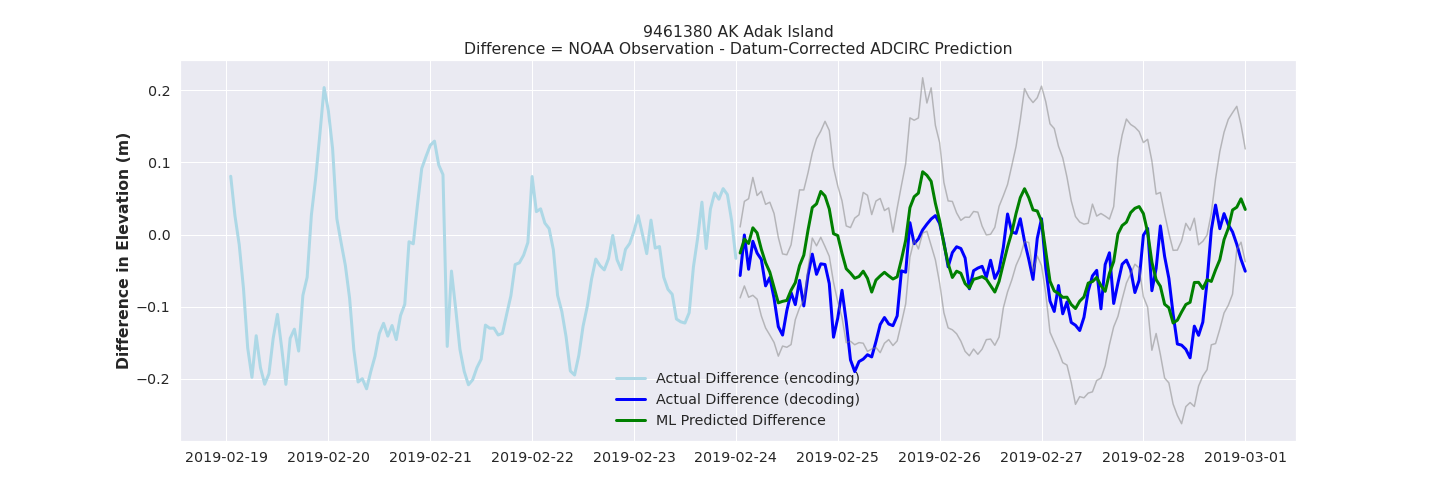 9461380 AK Adak Island
Difference = NOAA Observation - Datum-Corrected ADCIRC Prediction
Difference in Elevation (m)
0.2
0.1
0.0
−0.1
−0.2
Actual Difference (encoding)
Actual Difference (decoding)
ML Predicted Difference
2019-02-19 2019-02-20 2019-02-21 2019-02-22 2019-02-23 2019-02-24 2019-02-25 2019-02-26 2019-02-27 2019-02-28 2019-03-01